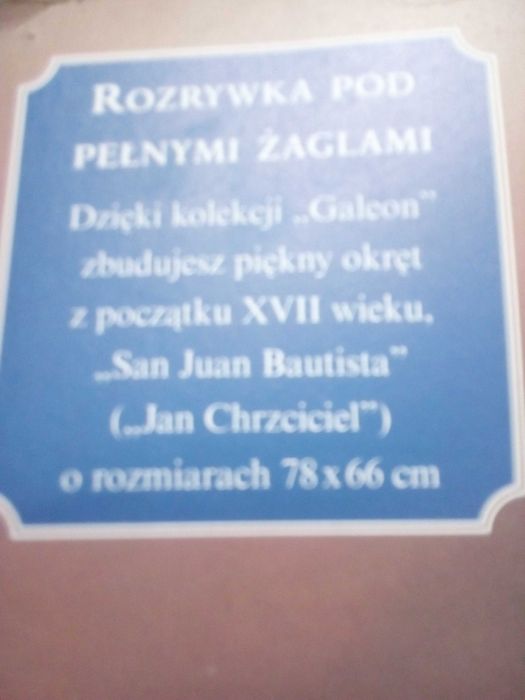 ROZRYWKA POD
PEŁNYMI ŻAGLAMI
Dzięki kolekcji „Galeon”
zbudujesz piękny okręt
z początku XVII wieku,
„San Juan Bautista”
(„Jan Chrzciciel”)
o rozmiarach 78 x 66 cm